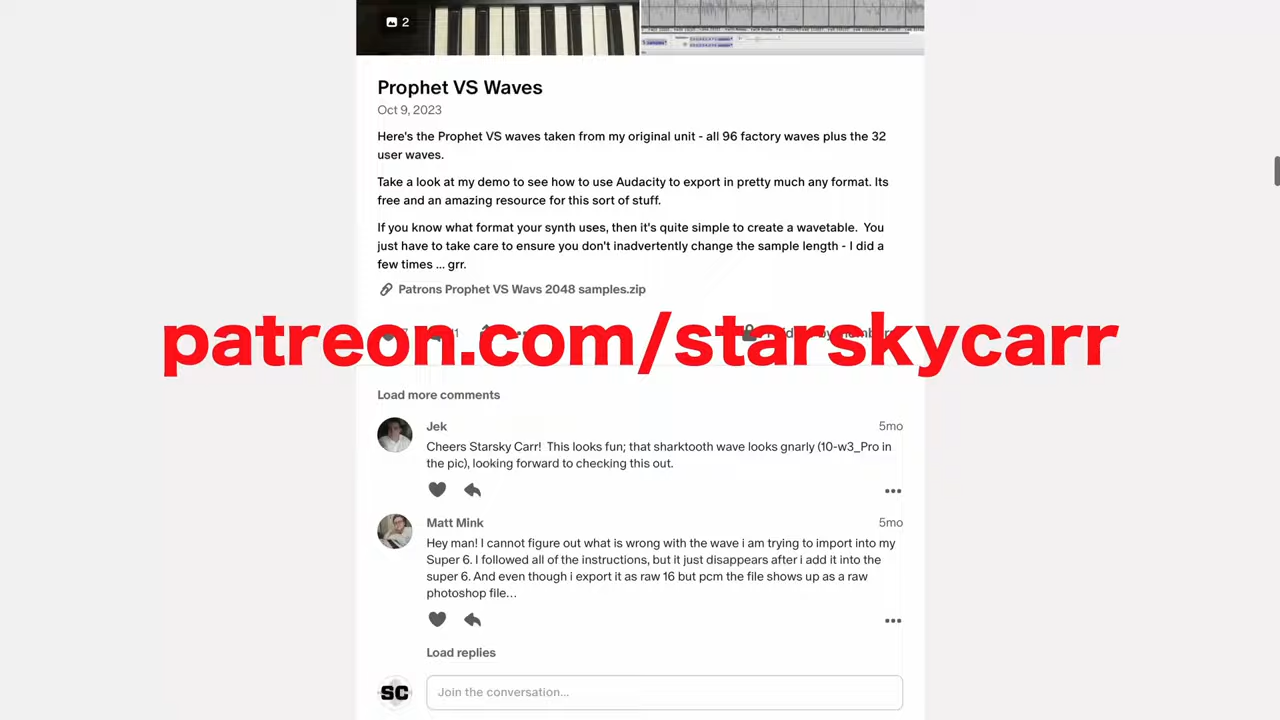 2
Prophet VS Waves
Oct 9, 2023
Here's the Prophet VS waves taken from my original unit - all 96 factory waves plus the 32
user waves.
Take a look at my demo to see how to use Audacity to export in pretty much any format. Its
free and an amazing resource for this sort of stuff.
If you know what format your synth uses, then it's quite simple to create a wavetable.  You
just have to take care to ensure you don't inadvertently change the sample length - I did a
few times ... grr.
Patrons Prophet VS Wavs 2048 samples.zip
patreon.com/starskycarr
Load more comments
Jek
5mo
Cheers Starsky Carr!  This looks fun; that sharktooth wave looks gnarly (10-w3_Pro in
the pic), looking forward to checking this out.
Matt Mink
5mo
Hey man! I cannot figure out what is wrong with the wave i am trying to import into my
Super 6. I followed all of the instructions, but it just disappears after i add it into the
super 6. And even though i export it as raw 16 but pcm the file shows up as a raw
photoshop file...
Load replies
SC
Join the conversation...